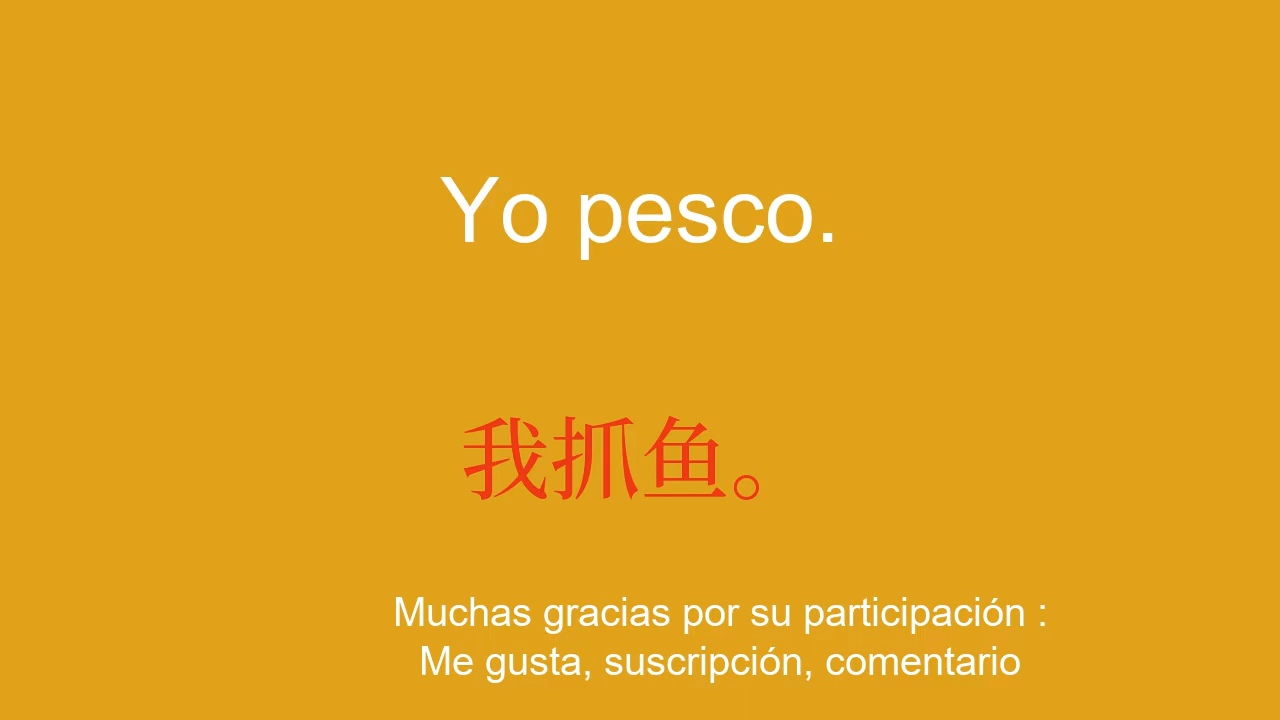 Yo pesco.
我抓鱼。
Muchas gracias por su participación :
Me gusta, suscripción, comentario